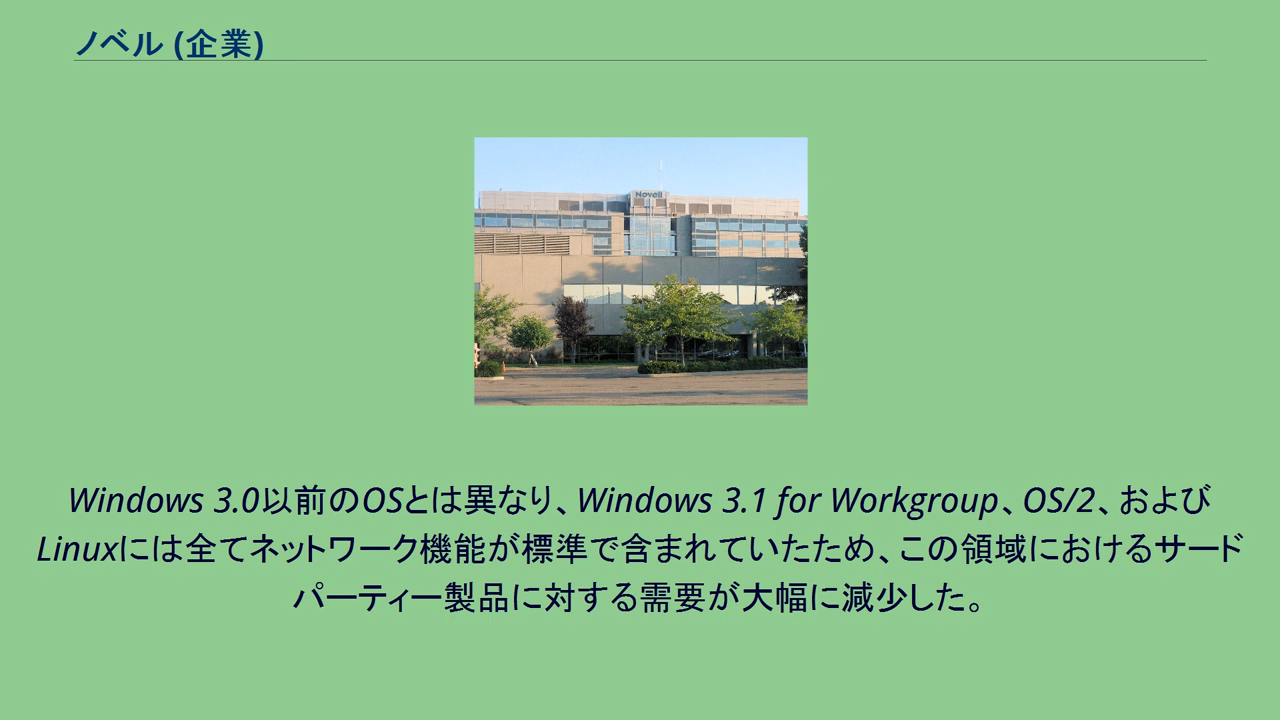 ノベル (企業)
Novell
Windows 3.0以前のOSとは異なり、Windows 3.1 for Workgroup、OS/2、および
Linuxには全てネットワーク機能が標準で含まれていたため、この領域におけるサード
パーティー製品に対する需要が大幅に減少した。